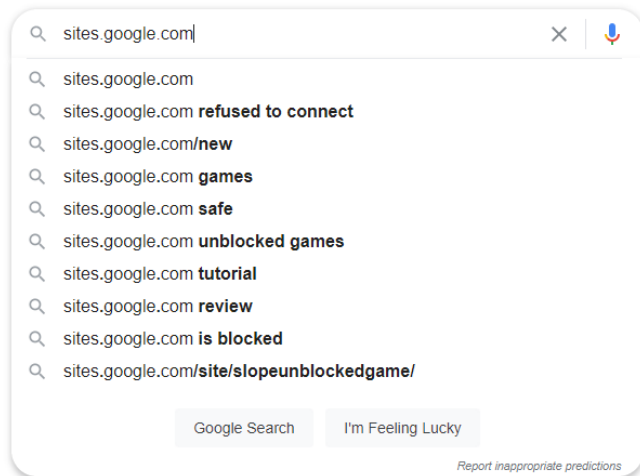 sites.google.com
sites.google.com
sites.google.com refused to connect
sites.google.com/new
sites.google.com games
sites.google.com safe
sites.google.com unblocked games
sites.google.com tutorial
sites.google.com review
sites.google.com is blocked
sites.google.com/site/slopeunblockedgame/
Google Search I'm Feeling Lucky
Report inappropriate predictions